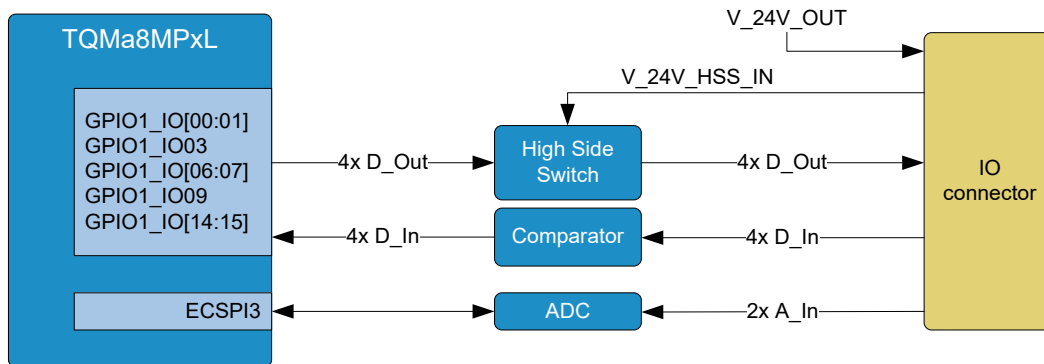 TQMa8MPxL
V_24V_OUT
V_24V_HSS_IN
GPIO1_IO[00:01]
GPIO1_IO03
GPIO1_IO[06:07]
GPIO1_IO09
GPIO1_IO[14:15]
4x D_Out
High Side
Switch
4x D_Out
IO
connector
4x D_In
Comparator
4x D_In
ECSPI3
ADC
2x A_In